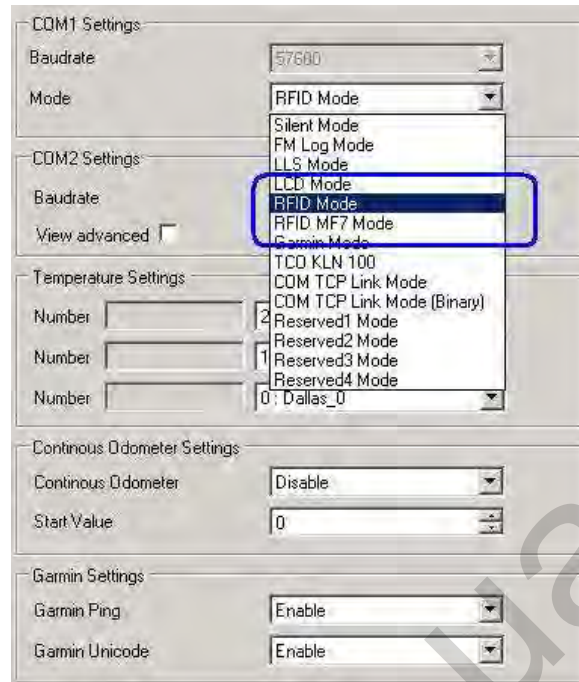 COM1 Settings
Baudrate 57600
Mode RFID Mode
Silent Mode
FM Log Mode
LLS Mode
COM2 Settings
LCD Mode
Baudrate RFID Mode
RFID MF7 Mode
View advanced
Garmin Mode
TCO KLN 100
Temperature Settings
COM TCP Link Mode
COM TCP Link Mode (Binary)
Number 2
Reserved1 Mode
Reserved2 Mode
Number 1
Reserved3 Mode
Reserved4 Mode
Number 0 : Dallas_0
Continous Odometer Settings
Continous Odometer Disable
Start Value 0
Garmin Settings
Garmin Ping Enable
Garmin Unicode Enable
ua